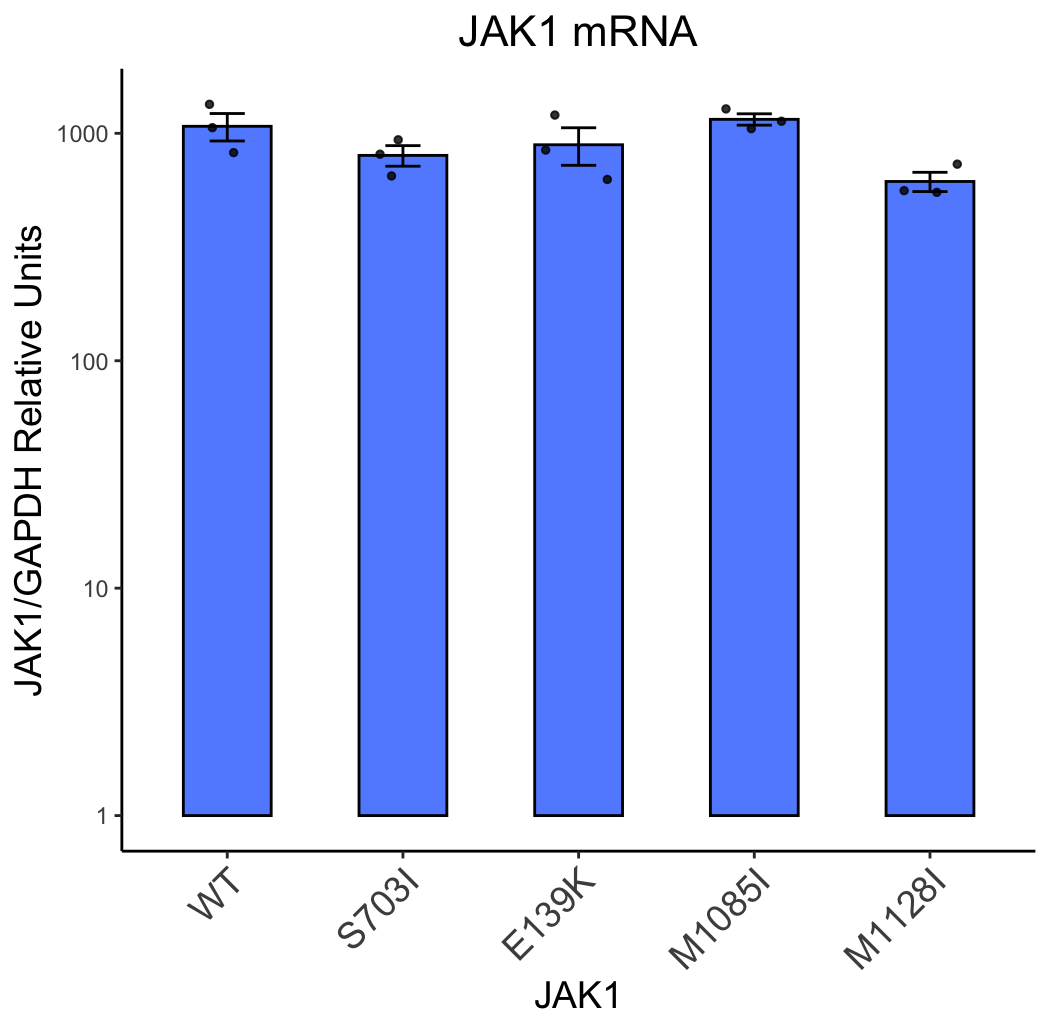 JAK1 mRNA
JAK1/GAPDH Relative Units
1000
100
10
1
WT
S703I
E139K
M1085I
M1128I
JAK1